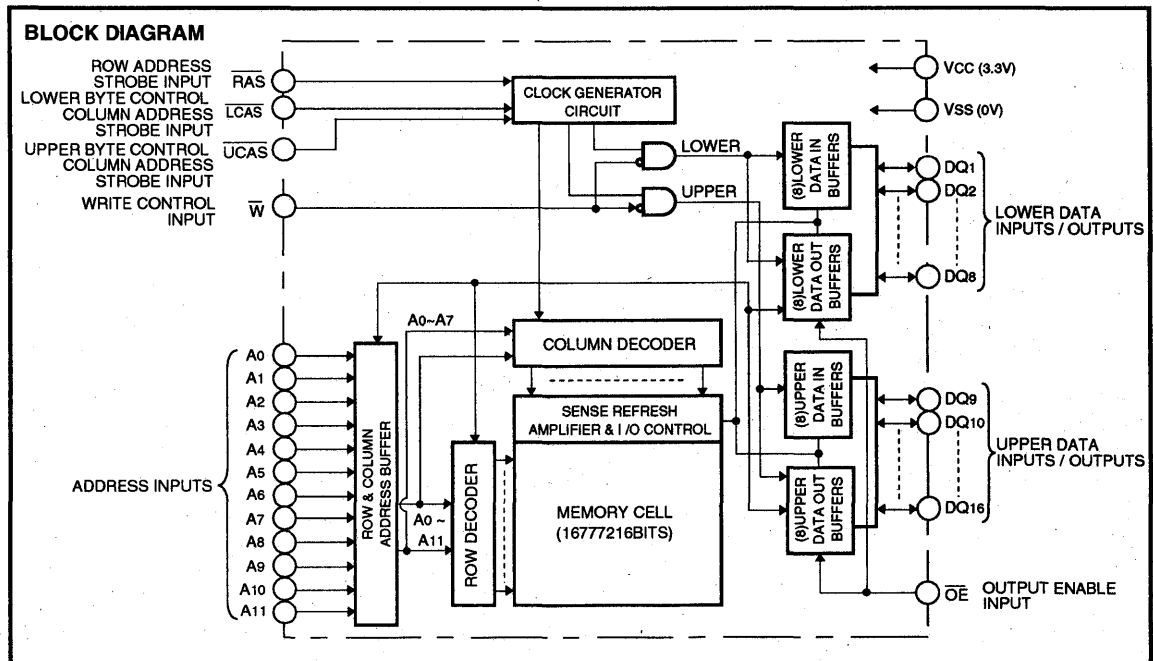 BLOCK DIAGRAM
ROW ADDRESS
STROBE INPUT
RAS
LOWER BYTE CONTROL
COLUMN ADDRESS
STROBE INPUT
LCAS
UPPER BYTE CONTROL
COLUMN ADDRESS
STROBE INPUT
UCAS
WRITE CONTROL
INPUT
W
CLOCK GENERATOR
CIRCUIT
LOWER
UPPER
(8)LOWER
DATA IN
BUFFERS
(8)LOWER
DATA OUT
BUFFERS
VCC (3.3V)
VSS (0V)
DQ1
DQ2
DQ8
LOWER DATA
INPUTS / OUTPUTS
A0~A7
COLUMN DECODER
SENSE REFRESH
AMPLIFIER & I /O CONTROL
MEMORY CELL
(16777216BITS)
ADDRESS INPUTS
A0
A1
A2
A3
A4
A5
A6
A7
A8
A9
A10
A11
ROW & COLUMN
ADDRESS BUFFER
A0 ~
A11
ROW DECODER
(8)UPPER
DATA IN
BUFFERS
(8)UPPER
DATA OUT
BUFFERS
DQ9
DQ10
DQ16
UPPER DATA
INPUTS / OUTPUTS
OE
OUTPUT ENABLE
INPUT